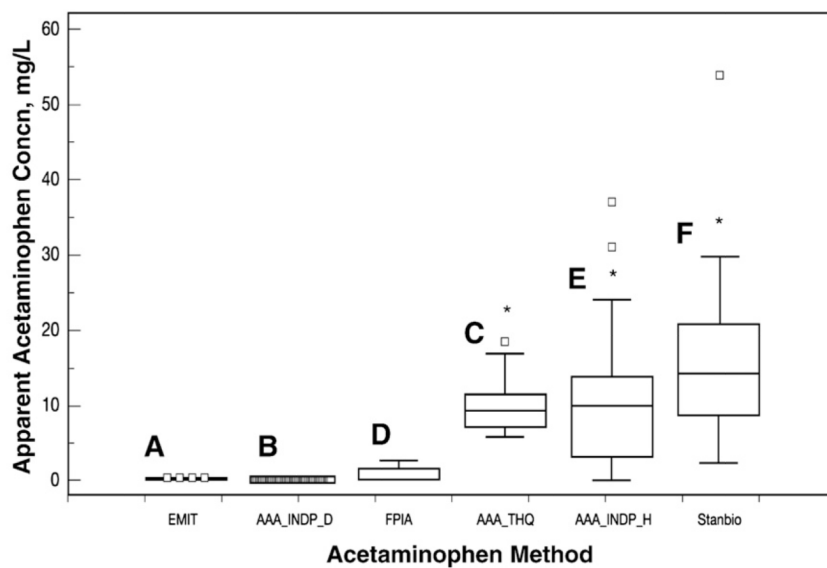 Apparent Acetaminophen Concn, mg/L
60
50
40
30
20
10
0
A
B
D
C
E
F
*
*
*
EMIT
AAA_INDP_D
FPIA
AAA_THQ
AAA_INDP_H
Stanbio
Acetaminophen Method